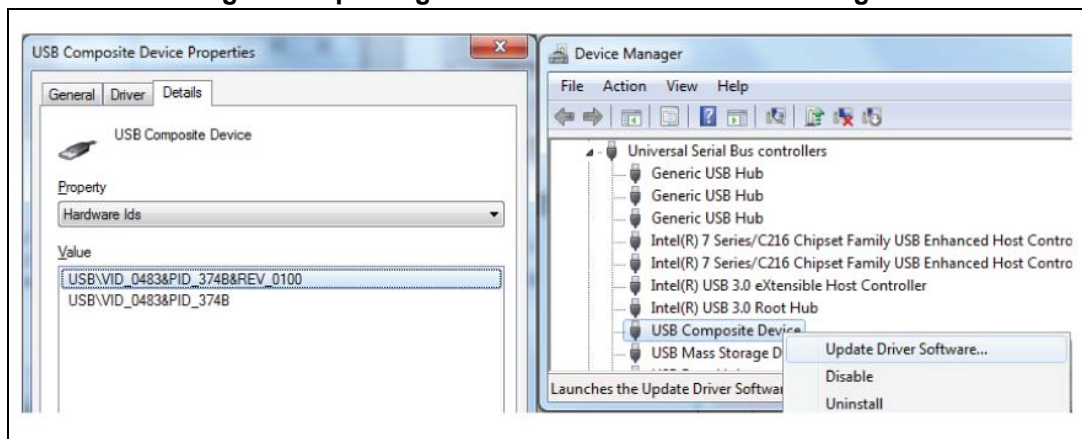 USB Composite Device Properties
General Driver Details
USB Composite Device
Property
Hardware Ids
Value
USB\VID_0483&PID_374B&REV_0100
USB\VID_0483&PID_374B
Device Manager
File Action View Help
Universal Serial Bus controllers
Generic USB Hub
Generic USB Hub
Generic USB Hub
Intel(R) 7 Series/C216 Chipset Family USB Enhanced Host Contro
Intel(R) 7 Series/C216 Chipset Family USB Enhanced Host Contro
Intel(R) USB 3.0 eXtensible Host Controller
Intel(R) USB 3.0 Root Hub
USB Composite Device
USB Mass Storage D
Update Driver Software...
Disable
Uninstall
Launches the Update Driver Softwar